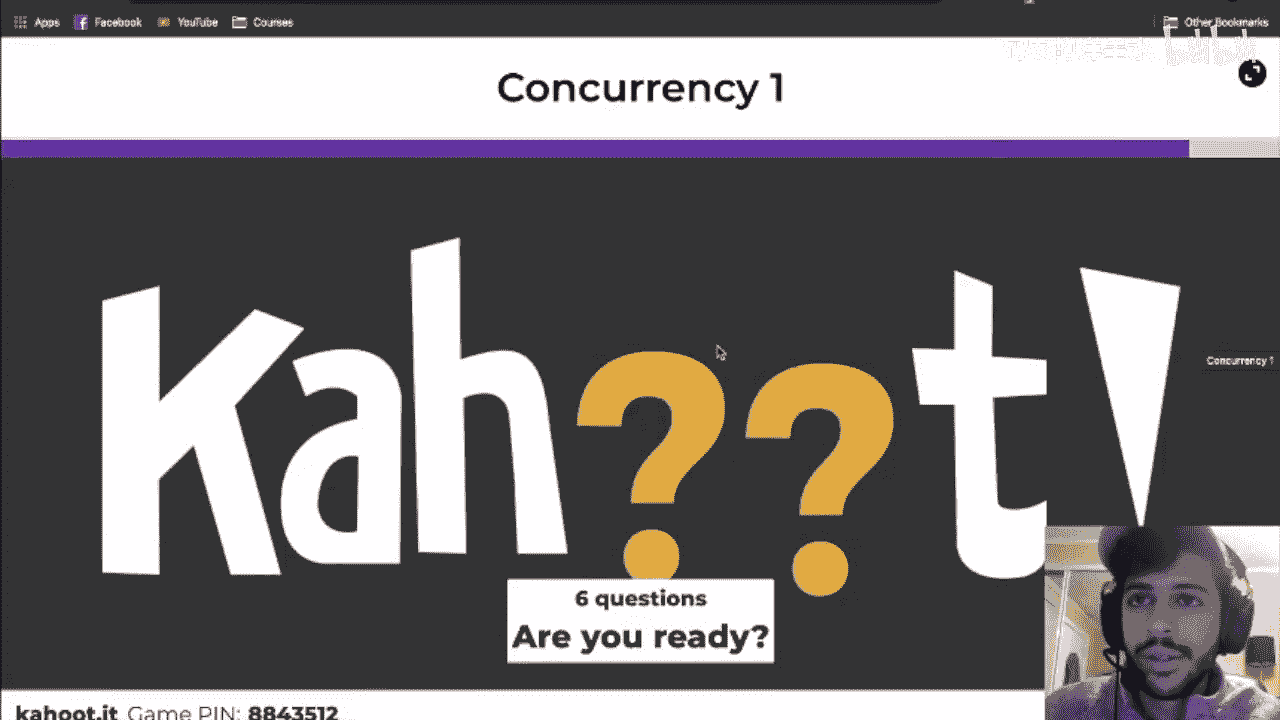 Apps Facebook YouTube Courses Other Bookmarks
Concurrency 1
Kah??t!
Concurrency 1
6 questions
Are you ready?
kahoot.it Game PIN: 8843512